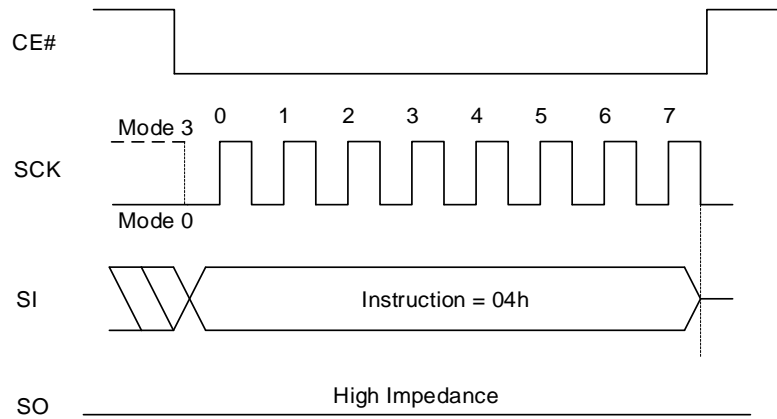 CE#
0 1 2 3 4 5 6 7
Mode 3
SCK
Mode 0
SI
Instruction = 04h
High Impedance
SO